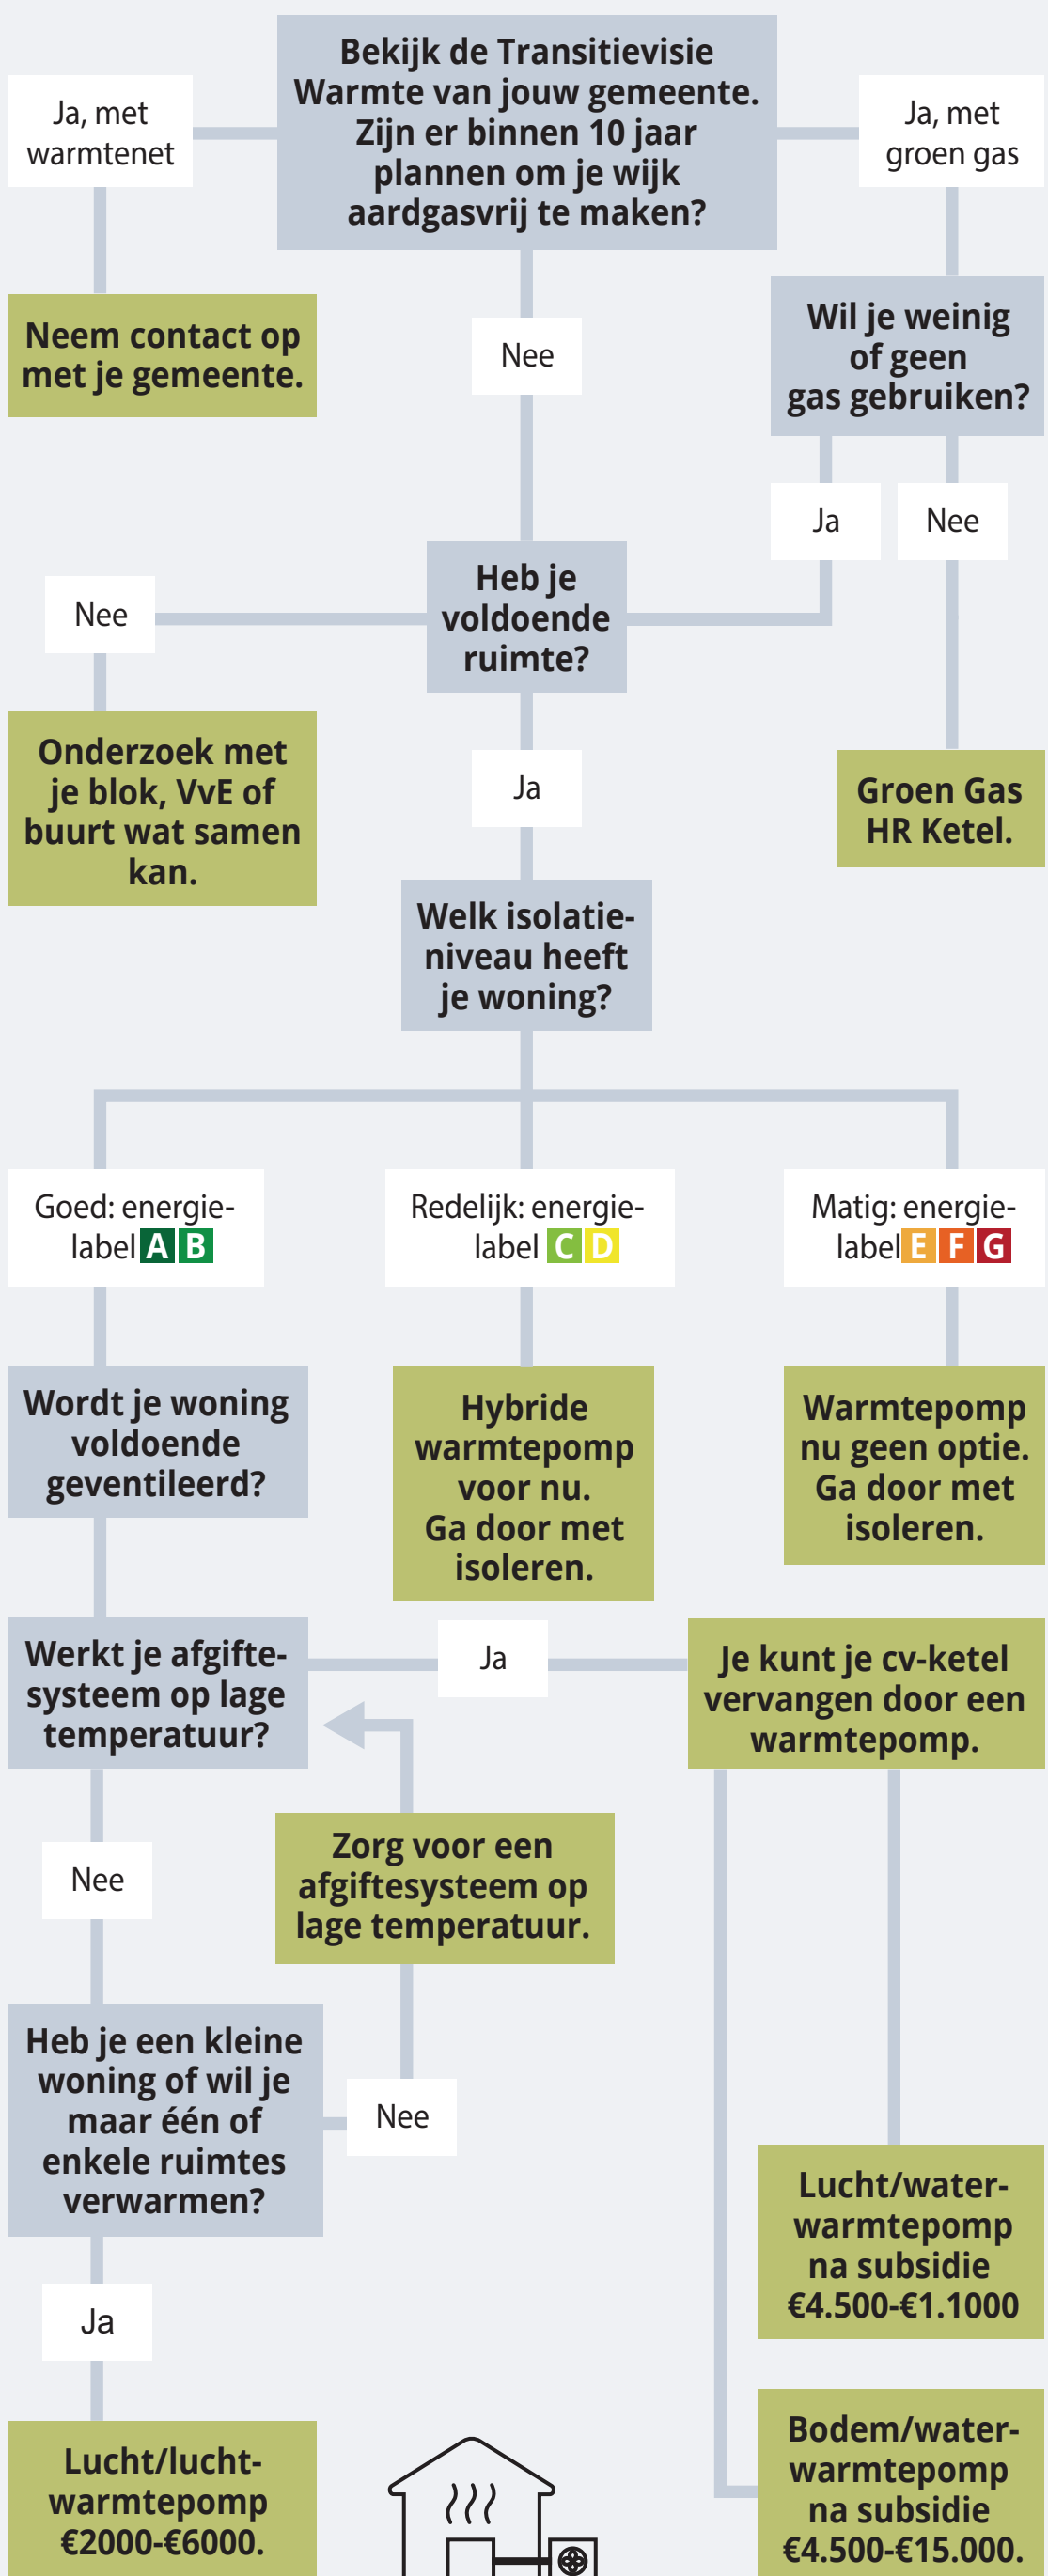 Bekijk de Transitievisie
Warmte van jouw gemeente.
Zijn er binnen 10 jaar
plannen om je wijk
aardgasvrij te maken?
Ja, met
warmtenet
Ja, met
groen gas
Neem contact op
met je gemeente.
Nee
Wil je weinig
of geen
gas gebruiken?
Ja
Nee
Heb je
voldoende
ruimte?
Nee
Onderzoek met
je blok, VvE of
buurt wat samen
kan.
Ja
Groen Gas
HR Ketel.
Welk isolatie-
niveau heeft
je woning?
Goed: energie-
label A B
Redelijk: energie-
label C D
Matig: energie-
label E F G
Wordt je woning
voldoende
geventileerd?
Hybride
warmtepomp
voor nu.
Ga door met
isoleren.
Warmtepomp
nu geen optie.
Ga door met
isoleren.
Werkt je afgifte-
systeem op lage
temperatuur?
Ja
Je kunt je cv-ketel
vervangen door een
warmtepomp.
Nee
Zorg voor een
afgiftesysteem op
lage temperatuur.
Heb je een kleine
woning of wil je
maar één of
enkele ruimtes
verwarmen?
Nee
Lucht/water-
warmtepomp
na subsidie
€4.500-€1.1000
Ja
Lucht/lucht-
warmtepomp
€2000-€6000.
Bodem/water-
warmtepomp
na subsidie
€4.500-€15.000.